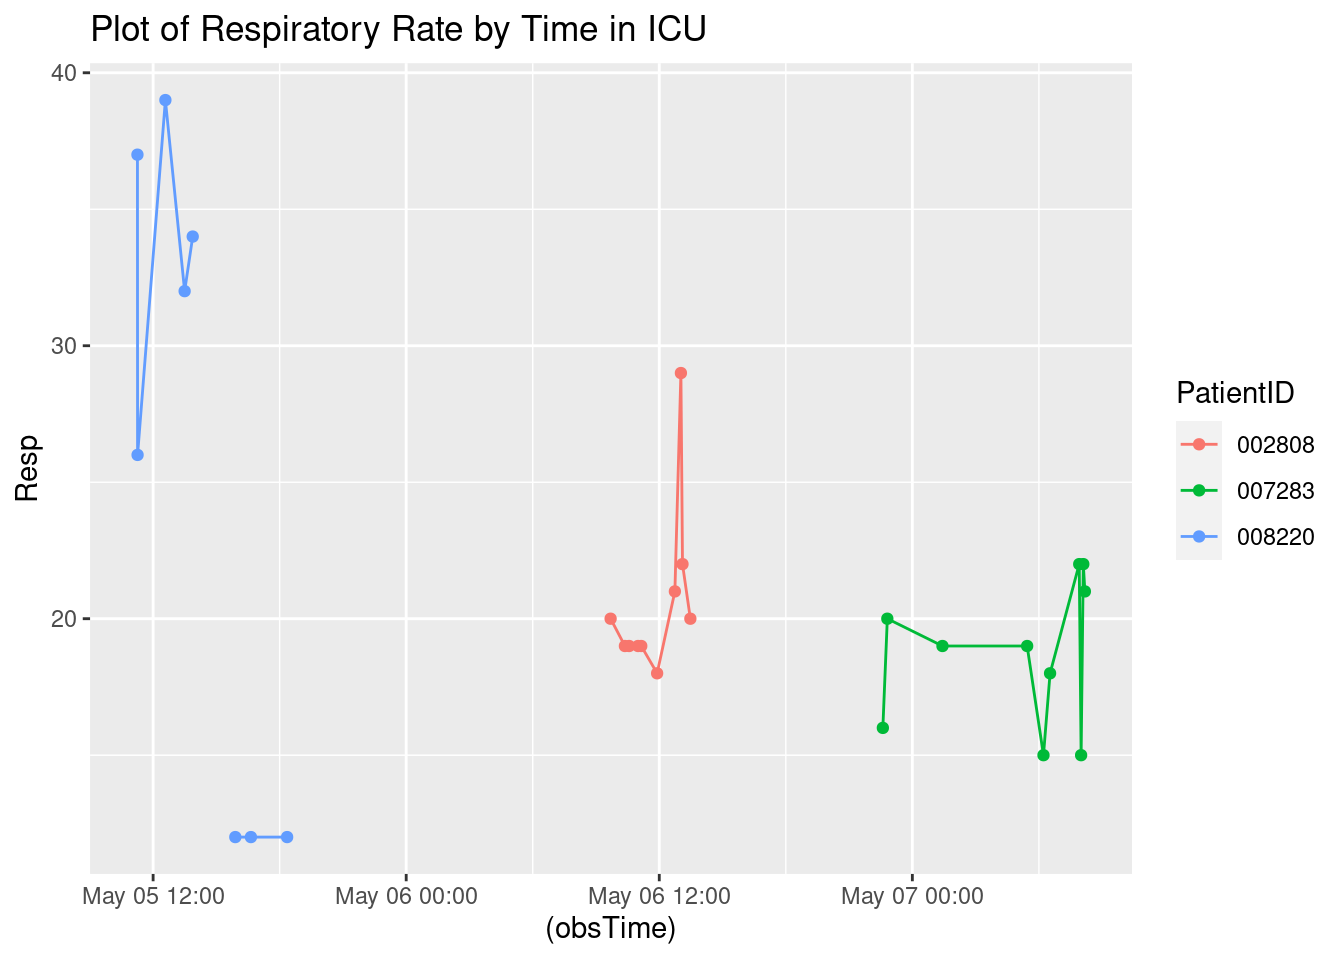 Plot of Respiratory Rate by Time in ICU
40
30
20
Resp
May 05 12:00
May 06 00:00
May 06 12:00
May 07 00:00
(obsTime)
PatientID
002808
007283
008220